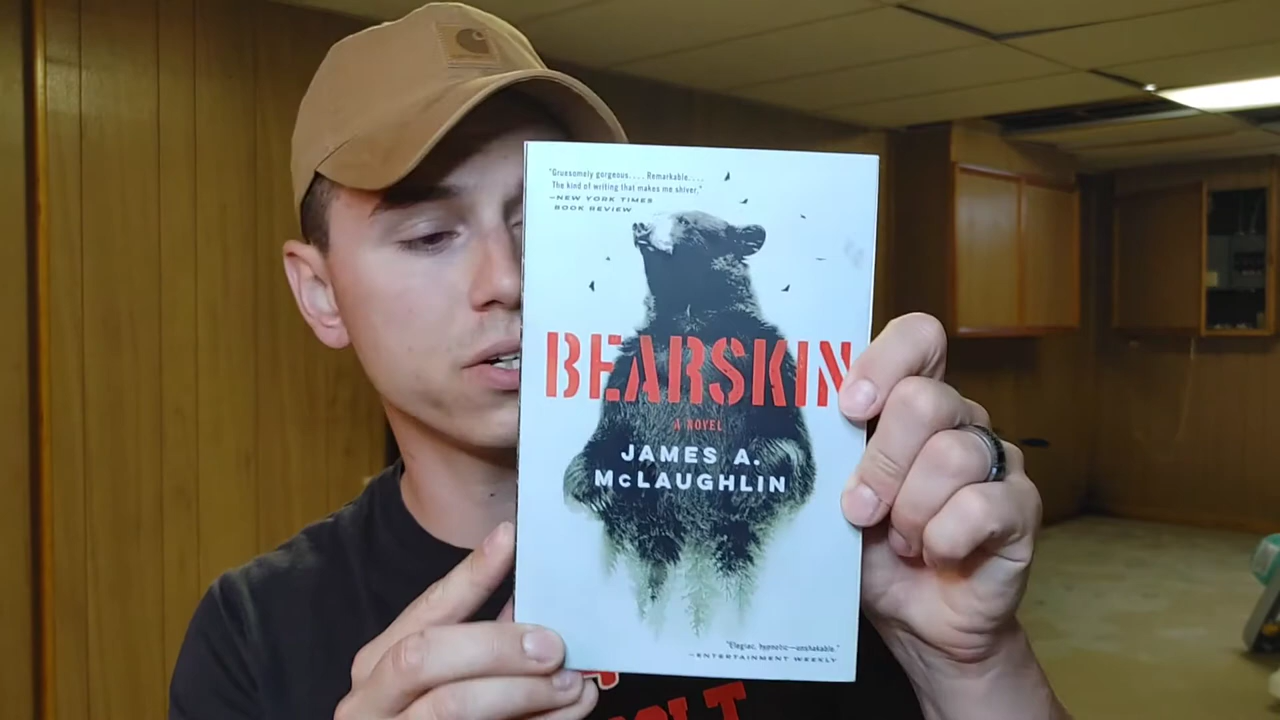 "Gruesomely gorgeous.... Remarkable....
The kind of writing that makes me shiver."
—NEW YORK TIMES
BOOK REVIEW
BEARSKIN
A NOVEL
JAMES A.
McLAUGHLIN
"Elegiac, hypnotic—unshakable."
—ENTERTAINMENT WEEKLY